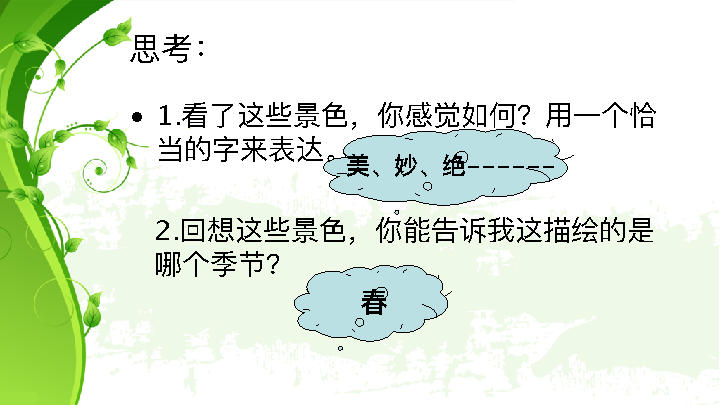 思考：
• 1.看了这些景色，你感觉如何？用一个恰
当的字来表达。
美、妙、绝------
2.回想这些景色，你能告诉我这描绘的是
哪个季节？
春